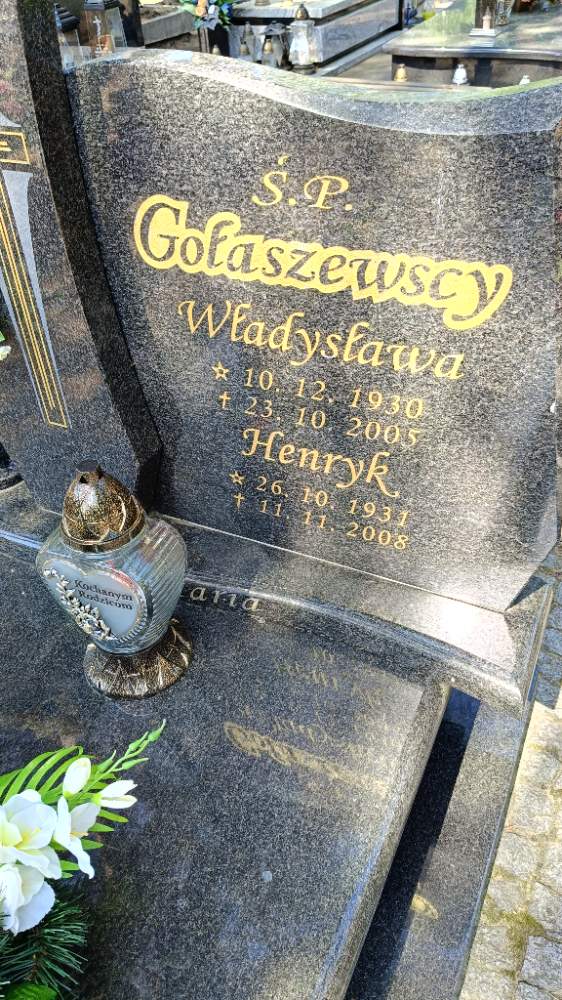 Ś.P.
Gołaszewscy
Władysława
☆ 10. 12. 1930
✝ 23. 10 2005
Henryk
☆ 26. 10. 1931
✝ 11. 11. 2008
Kochanym
Rodzicom